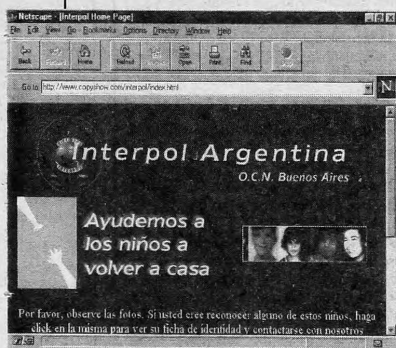 Netscape - [Interpol Home Page]
File Edit View Go Bookmarks Options Directory Window Help
Back Home Reload Open Print Find
Go to: http://www.copyshow.com/interpol/index.html
N
Interpol Argentina
O.C.N. Buenos Aires
Ayudemos a
los niños a
volver a casa
Por favor, observe las fotos. Si usted cree reconocer alguno de estos niños, haga
click en la misma para ver su ficha de identidad y contactarse con nosotros